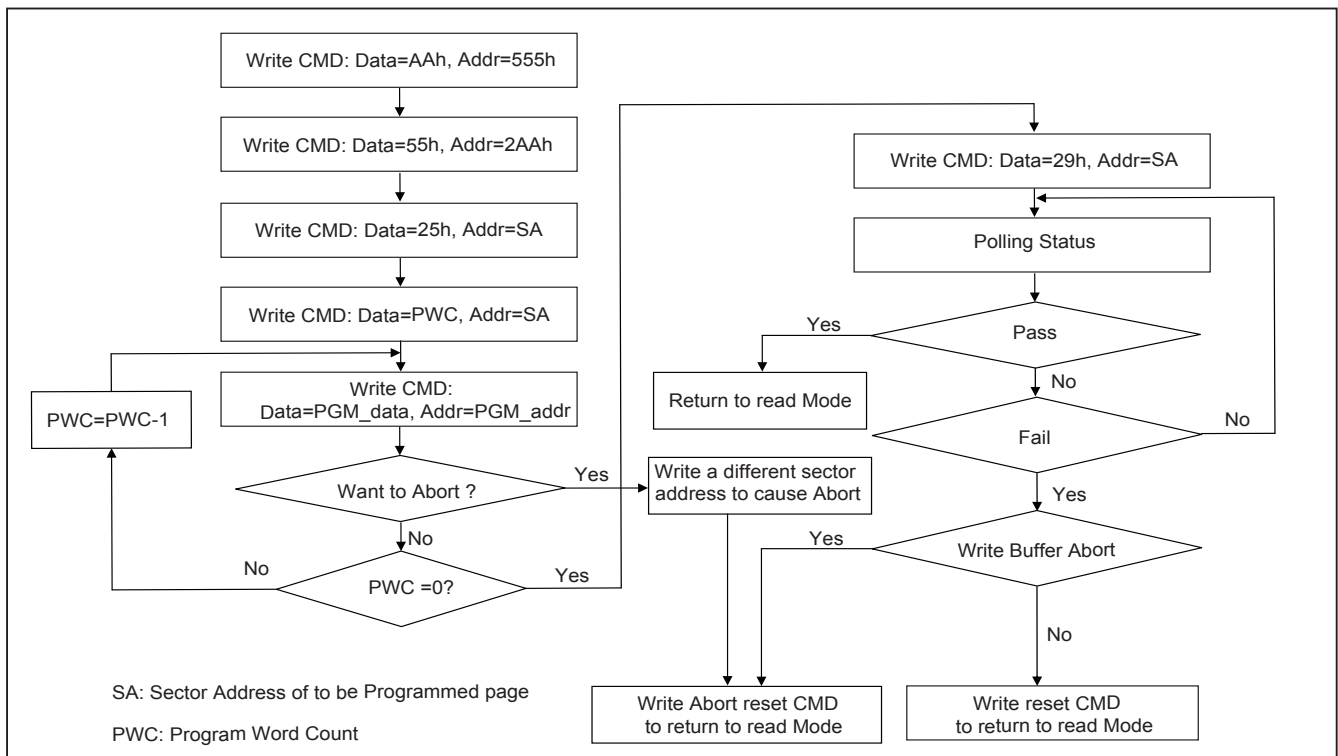 Write CMD: Data=AAh, Addr=555h
Write CMD: Data=55h, Addr=2AAh
Write CMD: Data=25h, Addr=SA
Write CMD: Data=PWC, Addr=SA
Write CMD:
Data=PGM_data, Addr=PGM_addr
PWC=PWC-1
Want to Abort ?
Yes
No
No
PWC =0?
Yes
Write a different sector
address to cause Abort
Write CMD: Data=29h, Addr=SA
Polling Status
Yes
Pass
No
Return to read Mode
Fail
No
Yes
Yes
Write Buffer Abort
No
Write Abort reset CMD
to return to read Mode
Write reset CMD
to return to read Mode
SA: Sector Address of to be Programmed page
PWC: Program Word Count